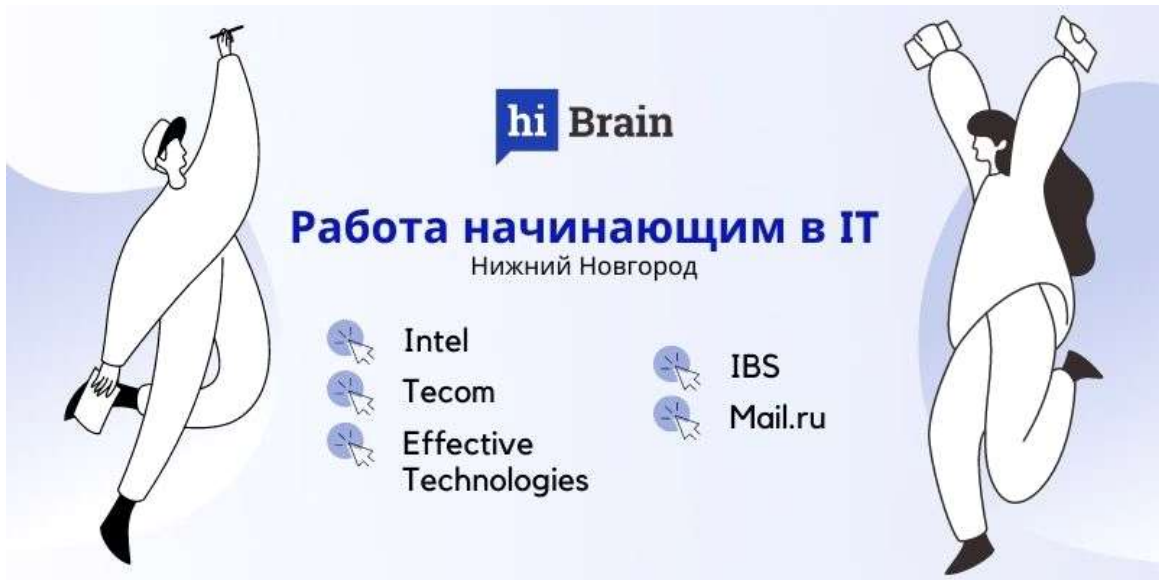 hi Brain
Работа начинающим в IT
Нижний Новгород
Intel
Tecom
Effective
Technologies
IBS
Mail.ru